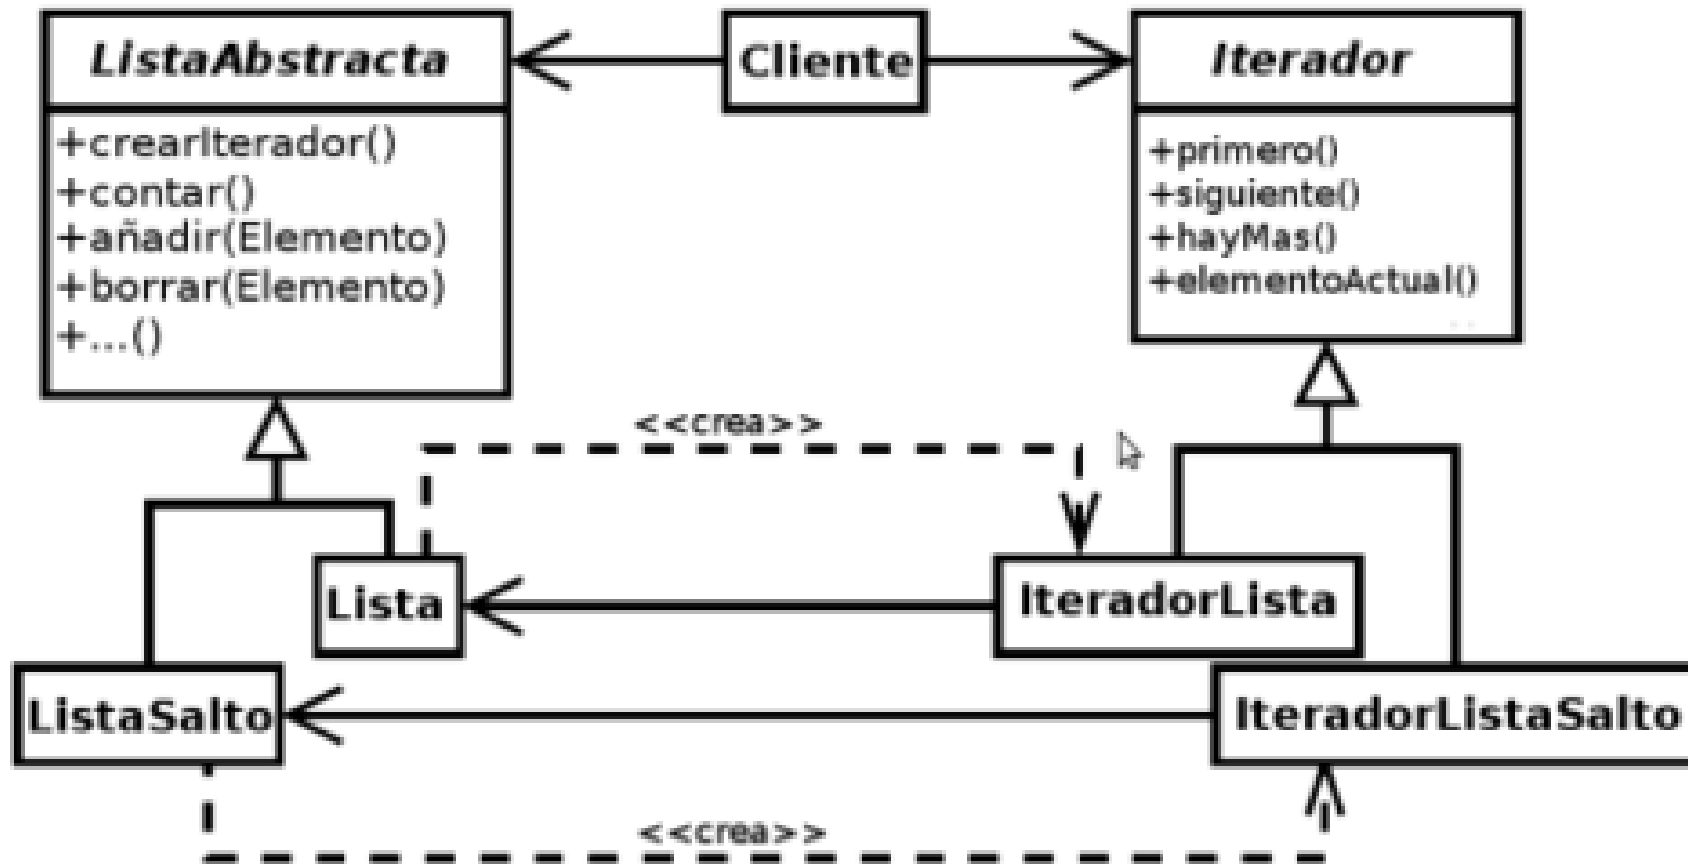 ListaAbstracta
+crearIterador()
+contar()
+añadir(Elemento)
+borrar(Elemento)
+...()
Cliente
Iterador
+primero()
+siguiente()
+hayMas()
+elementoActual()
<<crea>>
Lista
IteradorLista
ListaSalto
IteradorListaSalto
<<crea>>